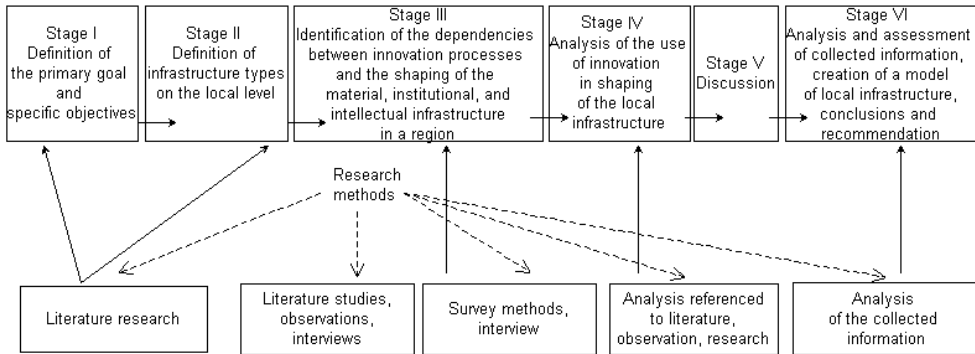 Stage I
Definition of
the primary goal
and
specific objectives
Stage II
Definition of
infrastructure types
on the local level
Stage III
Identification of the dependencies
between innovation processes
and the shaping of the
material, institutional, and
intellectual infrastructure
in a region
Stage IV
Analysis of the use
of innovation
in shaping
of the local
infrastructure
Stage V
Discussion
Stage VI
Analysis and assessment
of collected information,
creation of a model
of local infrastructure,
conclusions and
recommendation
Research
methods
Literature research
Literature studies,
observations,
interviews
Survey methods,
interview
Analysis referenced
to literature,
observation, research
Analysis
of the collected
information